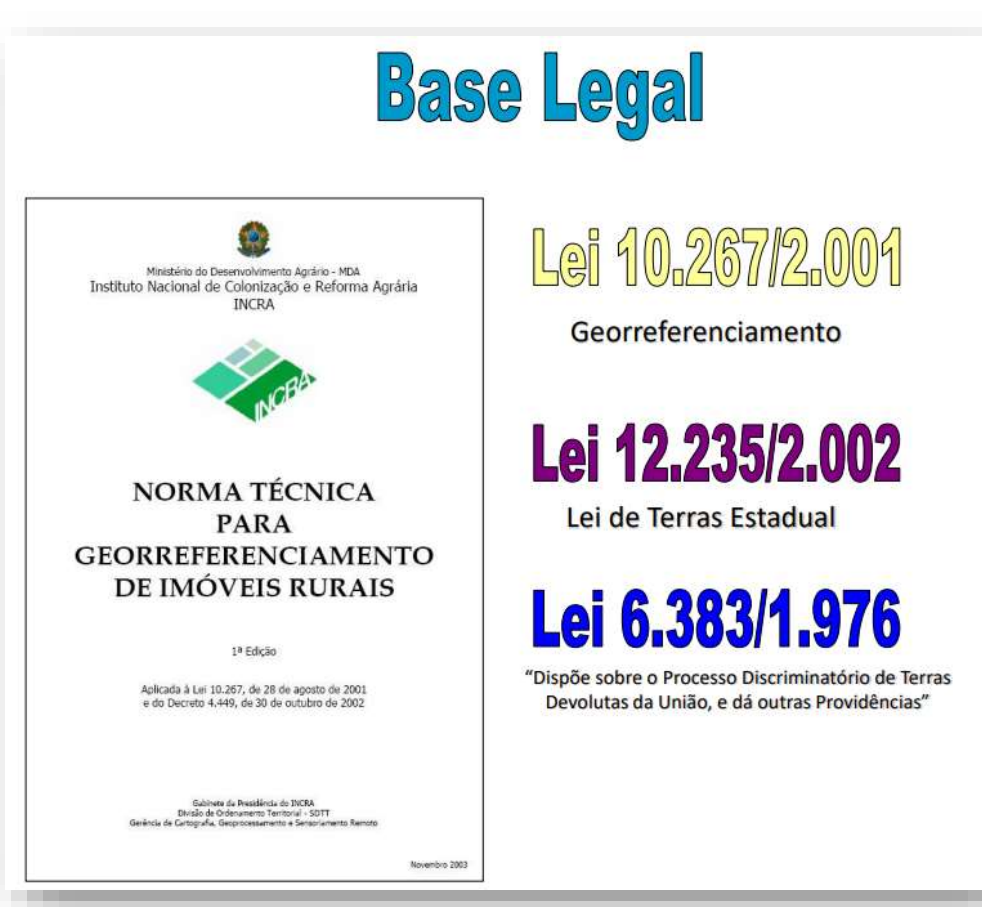 Base Legal
Ministério do Desenvolvimento Agrário - MDA
Instituto Nacional de Colonização e Reforma Agrária
INCRA
INCRA
NORMA TÉCNICA
PARA
GEORREFERENCIAMENTO
DE IMÓVEIS RURAIS
1ª Edição
Aplicada à Lei 10.267, de 28 de agosto de 2001
e do Decreto 4.449, de 30 de outubro de 2002
Gabinete da Presidência do INCRA
Divisão de Ordenamento Territorial - SDTT
Gerência de Cartografia, Geoprocessamento e Sensoriamento Remoto
Novembro 2003
Lei 10.267/2.001
Georreferenciamento
Lei 12.235/2.002
Lei de Terras Estadual
Lei 6.383/1.976
“Dispõe sobre o Processo Discriminatório de Terras
Devolutas da União, e dá outras Providências”